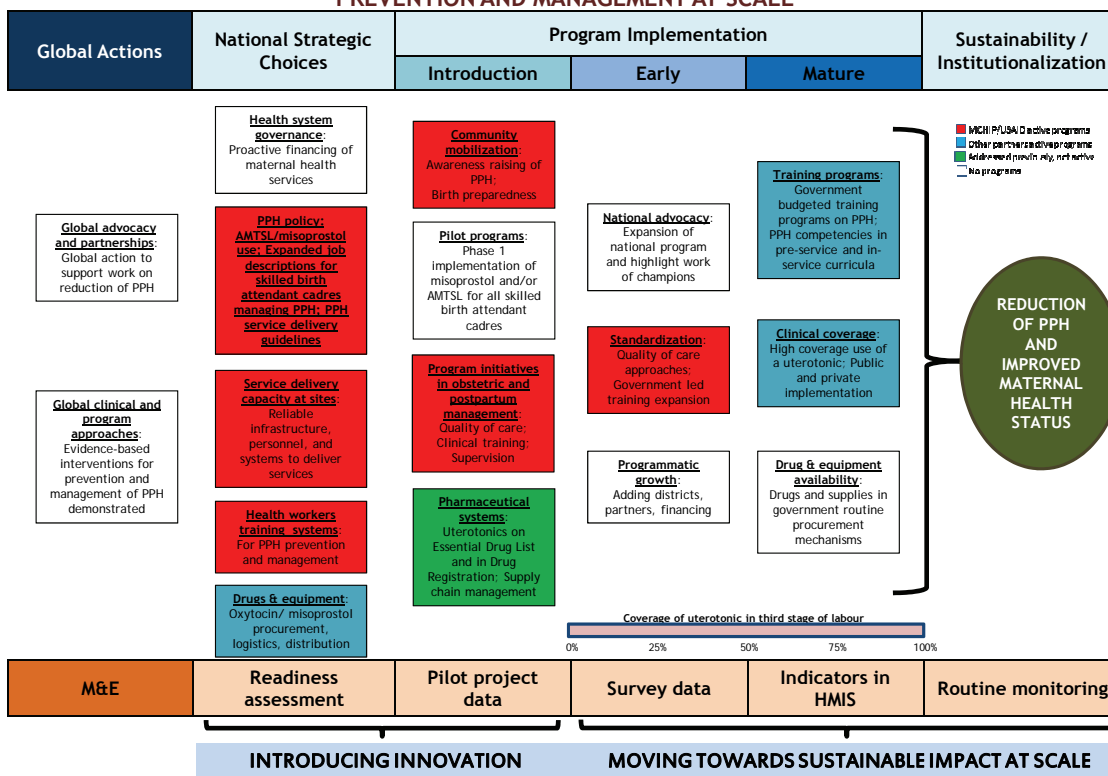 PREVENTION AND MANAGEMENT AT SCALE
Global Actions
National Strategic
Choices
Program Implementation
Introduction
Early
Mature
Sustainability /
Institutionalization
Global advocacy
and partnerships:
Global action to
support work on
reduction of PPH
Global clinical and
program
approaches:
Evidence-based
interventions for
prevention and
management of PPH
demonstrated
Health system
governance:
Proactive financing of
maternal health
services
PPH policy:
AMTSL/misoprostol
use; Expanded job
descriptions for
skilled birth
attendant cadres
managing PPH; PPH
service delivery
guidelines
Service delivery
capacity at sites:
Reliable
infrastructure,
personnel, and
systems to deliver
services
Health workers
training systems:
For PPH prevention
and management
Drugs & equipment:
Oxytocin/ misoprostol
procurement,
logistics, distribution
Community
mobilization:
Awareness raising of
PPH;
Birth preparedness
Pilot programs:
Phase 1
implementation of
misoprostol and/or
AMTSL for all skilled
birth attendant
cadres
Program initiatives
in obstetric and
postpartum
management:
Quality of care;
Clinical training;
Supervision
Pharmaceutical
systems:
Uterotonics on
Essential Drug List
and in Drug
Registration; Supply
chain management
National advocacy:
Expansion of
national program
and highlight work
of champions
Standardization:
Quality of care
approaches;
Government led
training expansion
Programmatic
growth:
Adding districts,
partners, financing
Training programs:
Government
budgeted training
programs on PPH;
PPH competencies in
pre-service and in-
service curricula
Clinical coverage:
High coverage use of
a uterotonic; Public
and private
implementation
Drug & equipment
availability:
Drugs and supplies in
government routine
procurement
mechanisms
MCHIP/USAID active programs
Other partners active programs
Addressed previously, not active
No programs
REDUCTION
OF PPH
AND
IMPROVED
MATERNAL
HEALTH
STATUS
Coverage of uterotonic in third stage of labour
0% 25% 50% 75% 100%
M&E
Readiness
assessment
Pilot project
data
Survey data
Indicators in
HMIS
Routine monitoring
INTRODUCING INNOVATION
MOVING TOWARDS SUSTAINABLE IMPACT AT SCALE